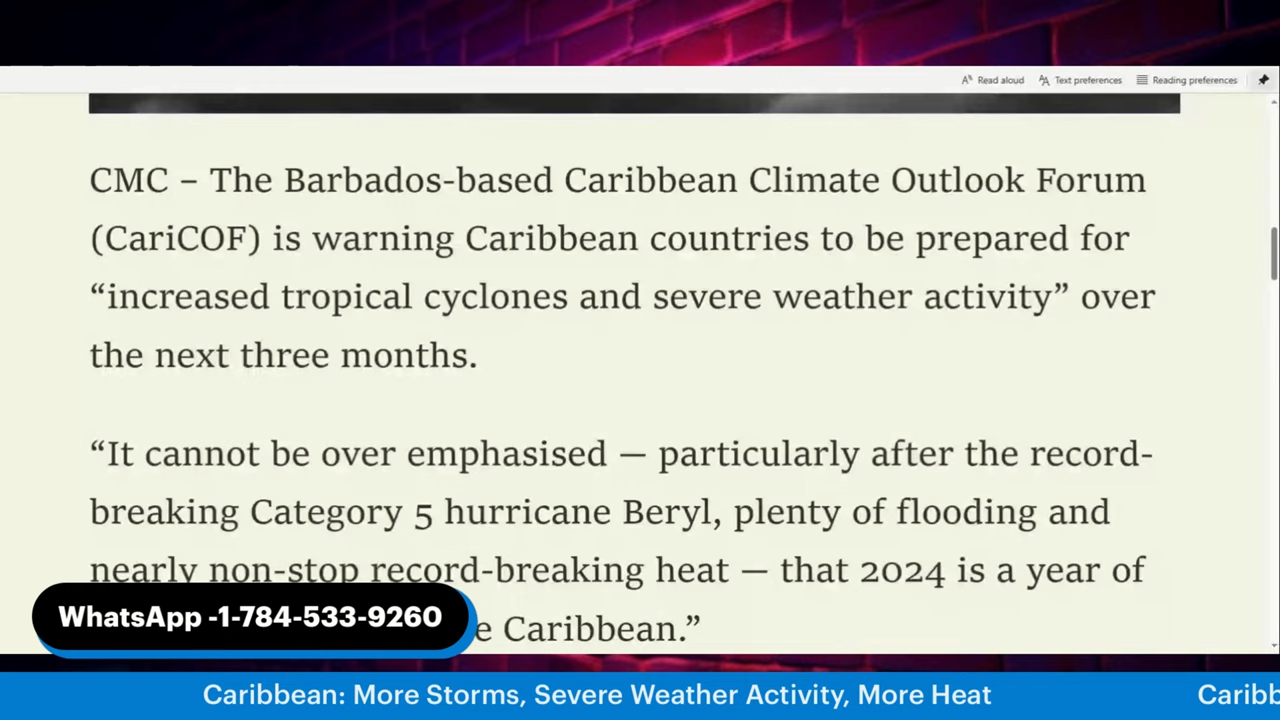 Read aloud Text preferences Reading preferences
CMC – The Barbados-based Caribbean Climate Outlook Forum
(CariCOF) is warning Caribbean countries to be prepared for
“increased tropical cyclones and severe weather activity” over
the next three months.
“It cannot be over emphasised — particularly after the record-
breaking Category 5 hurricane Beryl, plenty of flooding and
nearly non-stop record-breaking heat — that 2024 is a year of
Caribbean.”
WhatsApp -1-784-533-9260
Caribbean: More Storms, Severe Weather Activity, More Heat